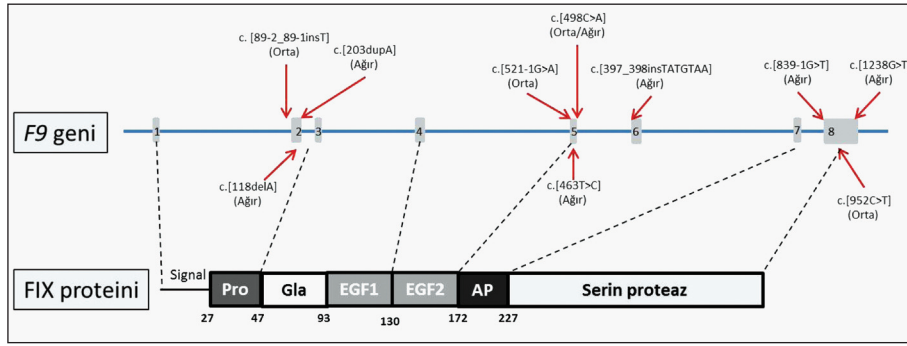 c.[498C>A]
(Orta/Ağır)
c. [89-2_89-1insT]
(Orta)
c.[203dupA]
(Ağır)
c.[521-1G>A]
(Orta)
c.[397_398insTATGTAA]
(Ağır)
c.[839-1G>T]
(Ağır)
c.[1238G>T]
(Ağır)
F9 geni
1 2 3 4 5 6 7 8
c.[118delA]
(Ağır)
c.[463T>C]
(Ağır)
c.[952C>T]
(Orta)
FIX proteini
Signal
Pro Gla EGF1 EGF2 AP Serin proteaz
27 47 93 130 172 227